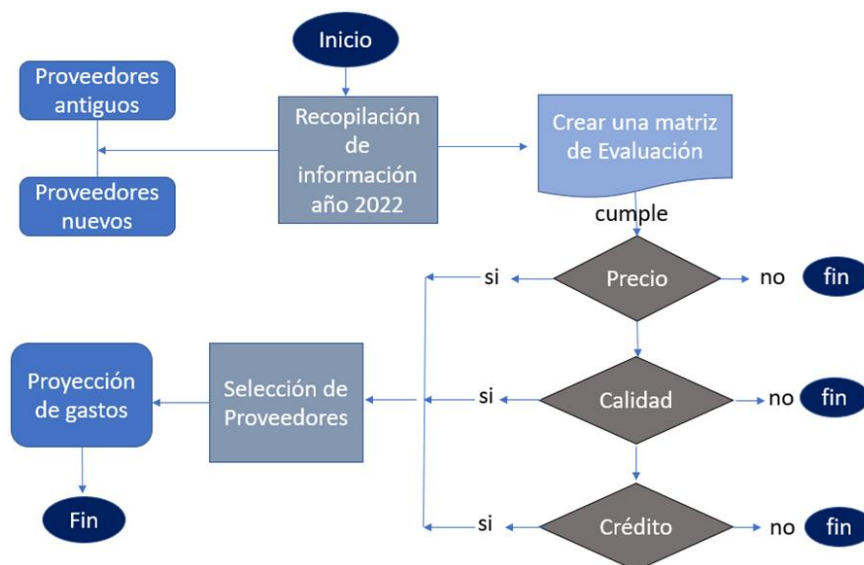 Inicio
Proveedores
antiguos
Recopilación
de
información
año 2022
Crear una matriz
de Evaluación
Proveedores
nuevos
cumple
si
Precio
no
fin
Proyección
de gastos
Selección de
Proveedores
si
Calidad
no
fin
Fin
si
Crédito
no
fin